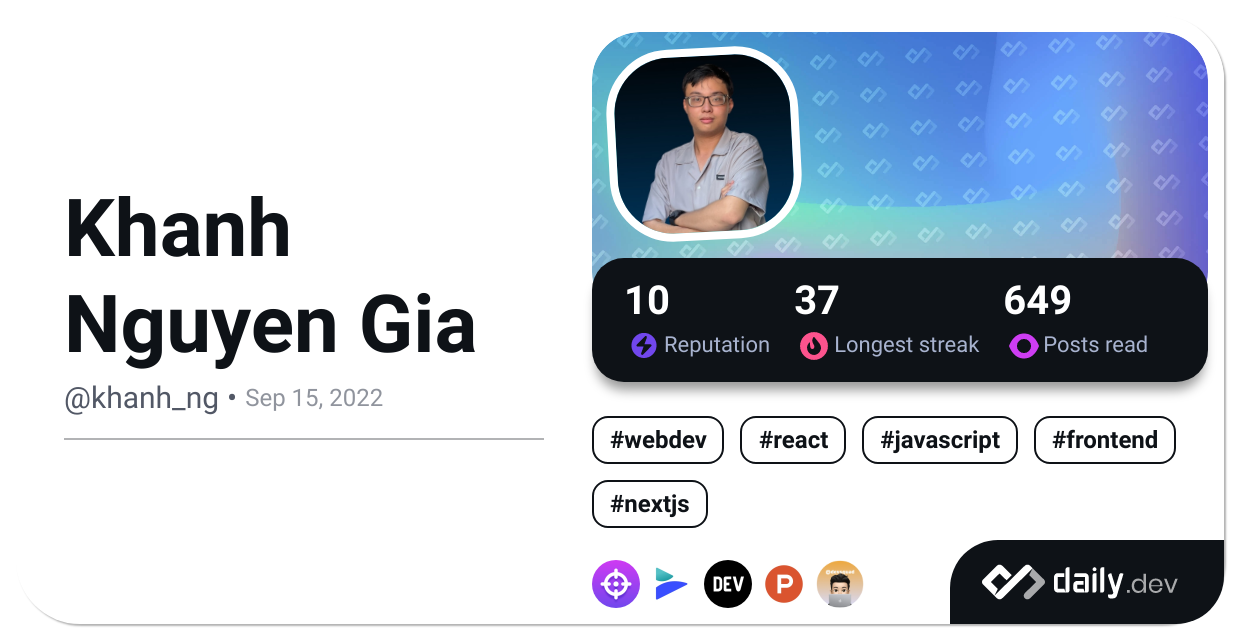 Khanh
Nguyen Gia
@khanh_ng • Sep 15, 2022
10 37 649
Reputation Longest streak Posts read
#webdev #react #javascript #frontend
#nextjs
DEV P
daily.dev